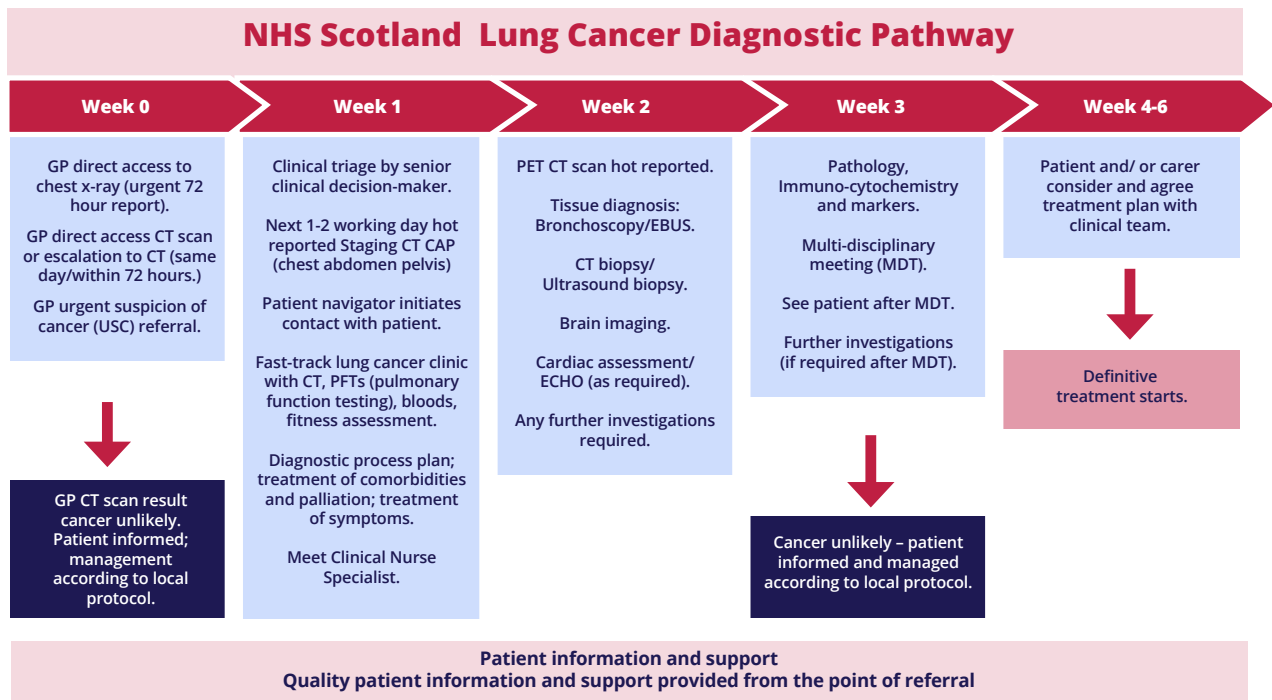 NHS Scotland  Lung Cancer Diagnostic Pathway
Week 0
Week 1
Week 2
Week 3
Week 4-6
GP direct access to
chest x-ray (urgent 72
hour report).
GP direct access CT scan
or escalation to CT (same
day/within 72 hours.)
GP urgent suspicion of
cancer (USC) referral.
GP CT scan result
cancer unlikely.
Patient informed;
management
according to local
protocol.
Clinical triage by senior
clinical decision-maker.
Next 1-2 working day hot
reported Staging CT CAP
(chest abdomen pelvis)
Patient navigator initiates
contact with patient.
Fast-track lung cancer clinic
with CT, PFTs (pulmonary
function testing), bloods,
fitness assessment.
Diagnostic process plan;
treatment of comorbidities
and palliation; treatment
of symptoms.
Meet Clinical Nurse
Specialist.
PET CT scan hot reported.
Tissue diagnosis:
Bronchoscopy/EBUS.
CT biopsy/
Ultrasound biopsy.
Brain imaging.
Cardiac assessment/
ECHO (as required).
Any further investigations
required.
Pathology,
Immuno-cytochemistry
and markers.
Multi-disciplinary
meeting (MDT).
See patient after MDT.
Further investigations
(if required after MDT).
Cancer unlikely – patient
informed and managed
according to local protocol.
Patient and/ or carer
consider and agree
treatment plan with
clinical team.
Definitive
treatment starts.
Patient information and support
Quality patient information and support provided from the point of referral